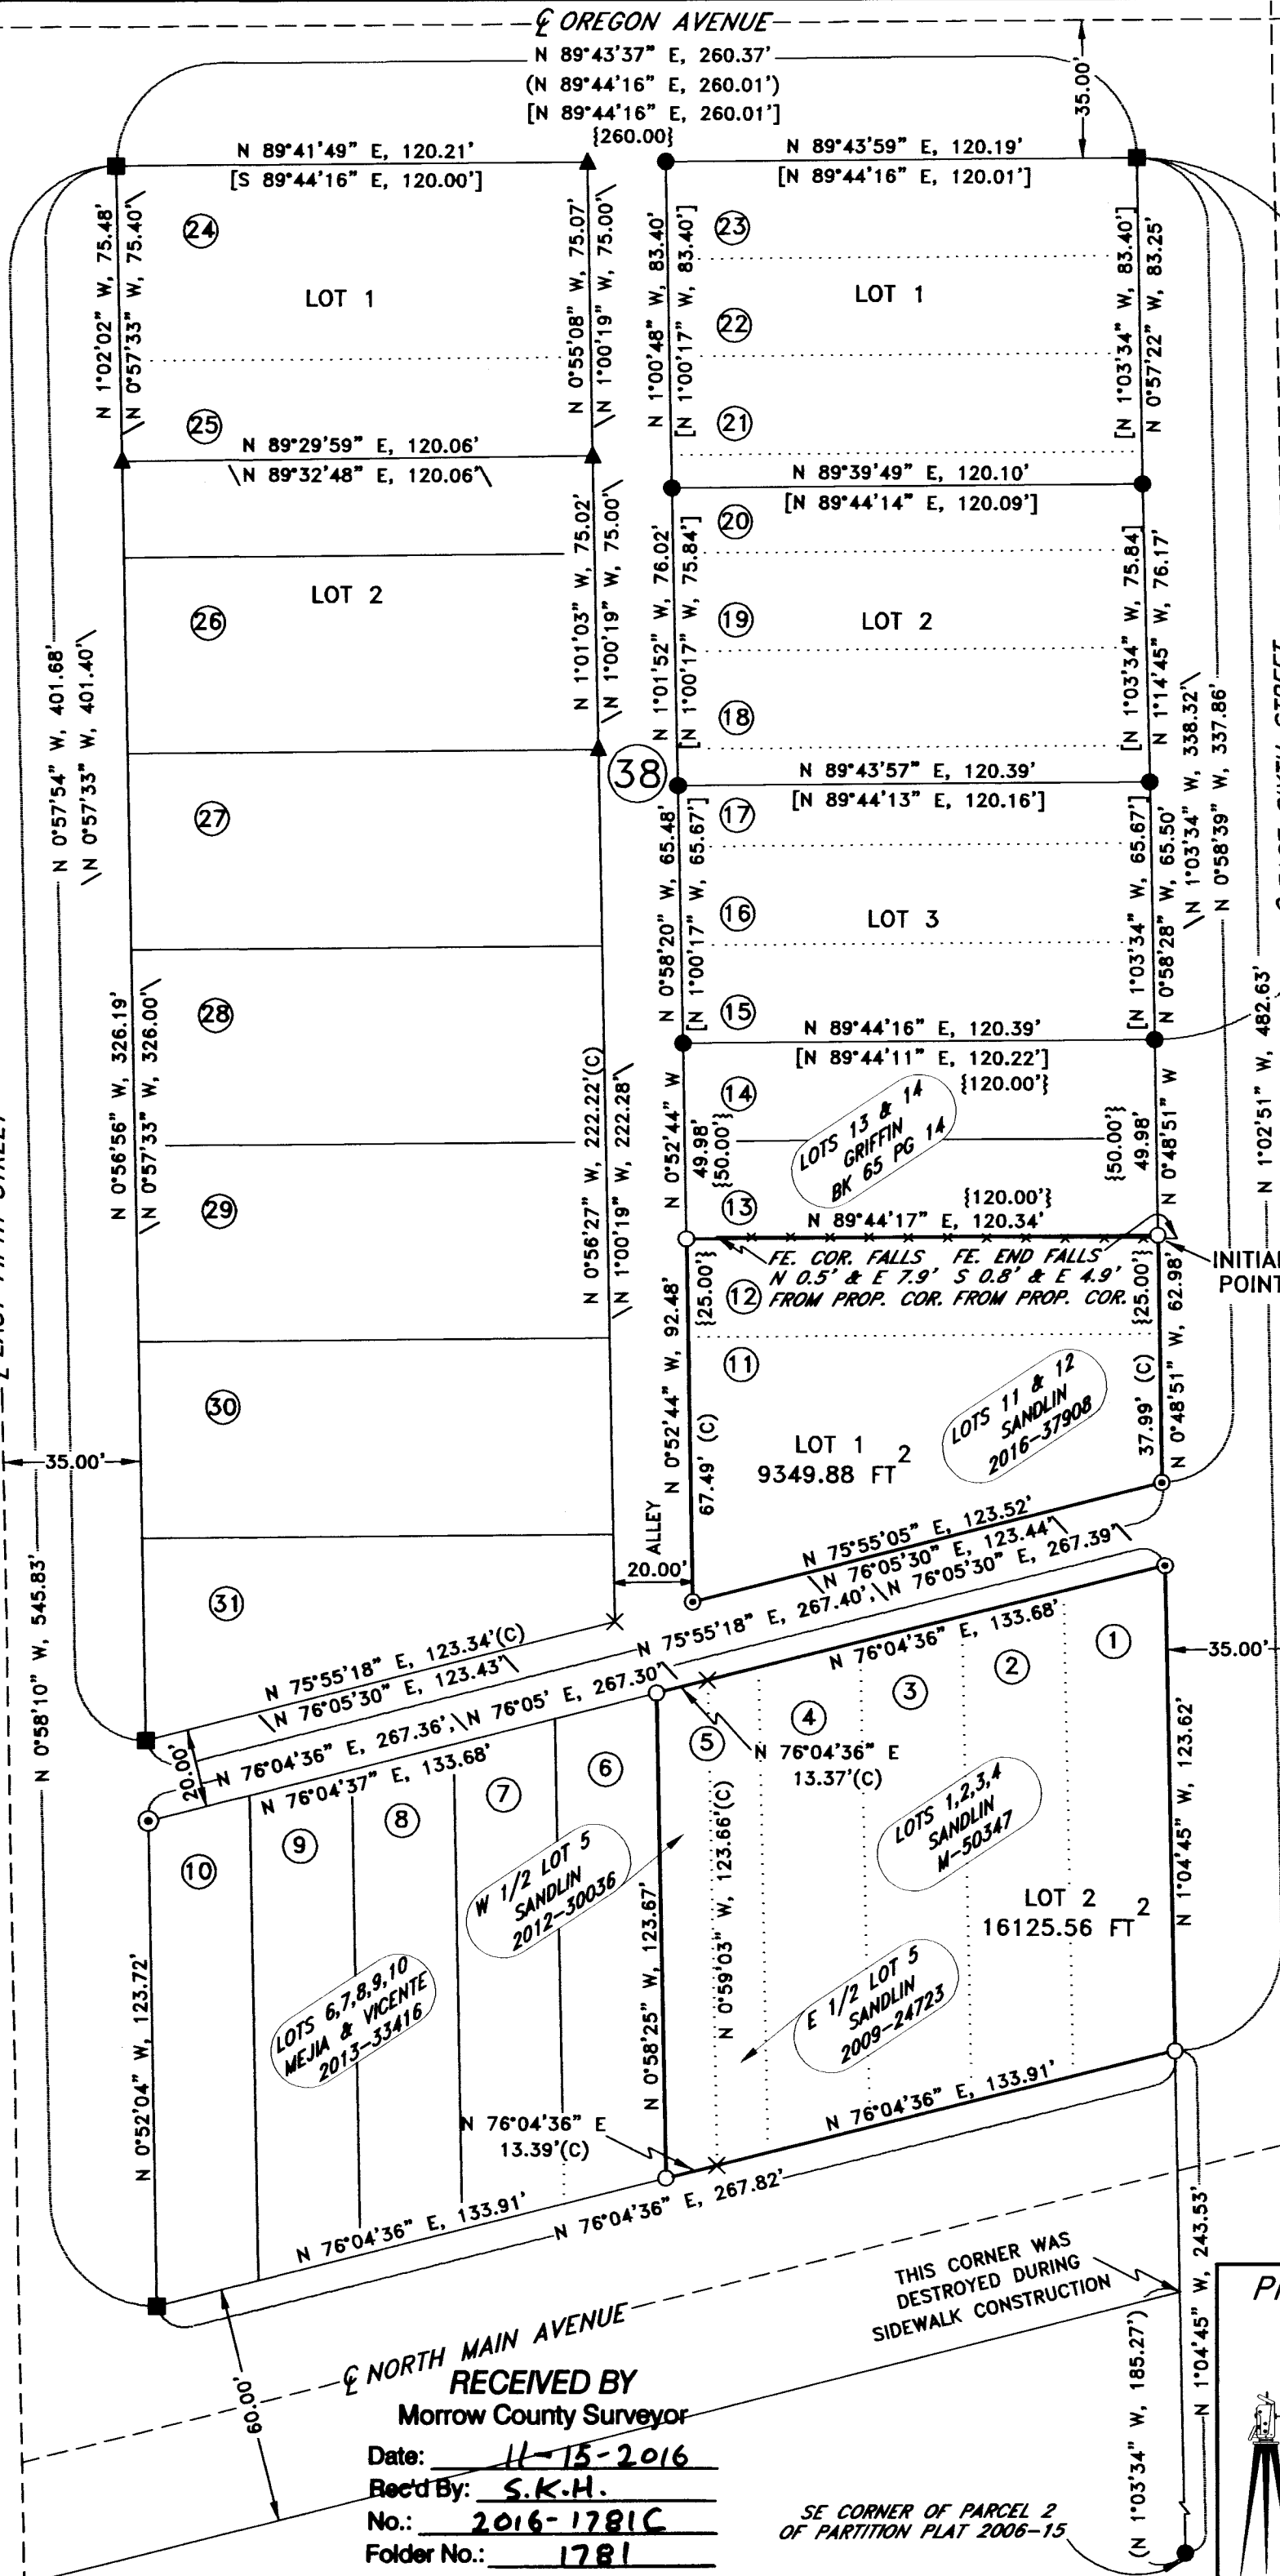 ℄ OREGON AVENUE
N 89°43'37" E, 260.37'
(N 89°44'16" E, 260.01')
[N 89°44'16" E, 260.01']
{260.00}
35.00'
N 89°41'49" E, 120.21'
[S 89°44'16" E, 120.00']
N 89°43'59" E, 120.19'
[N 89°44'16" E, 120.01']
N 1°02'02" W, 75.48'
\N 0°57'33" W, 75.40'\
24
LOT 1
25
N 0°55'08" W, 75.07'
\N 1°00'19" W, 75.00'\
N 1°00'48" W, 83.40'
[N 1°00'17" W, 83.40']
23
LOT 1
22
21
[N 1°03'34" W, 83.40']
N 0°57'22" W, 83.25'
N 89°29'59" E, 120.06'
\N 89°32'48" E, 120.06'\
N 89°39'49" E, 120.10'
[N 89°44'14" E, 120.09']
LOT 2
26
N 1°01'03" W, 75.02'
\N 1°00'19" W, 75.00'\
N 1°01'52" W, 76.02'
[N 1°00'17" W, 75.84']
20
19
LOT 2
18
[N 1°03'34" W, 75.84]
N 1°14'45" W, 76.17'
\N 1°03'34" W, 338.32'\
N 0°58'39" W, 337.86'
N 0°57'54" W, 401.68'
\N 0°57'33" W, 401.40'\
38
N 89°43'57" E, 120.39'
[N 89°44'13" E, 120.16']
27
N 0°58'20" W, 65.48'
[N 1°00'17" W, 65.67']
17
16
LOT 3
15
[N 1°03'34" W, 65.67']
N 0°58'28" W, 65.50'
N 1°02'51" W, 482.63'
N 0°56'56" W, 326.19'
\N 0°57'33" W, 326.00'\
28
N 89°44'16" E, 120.39'
[N 89°44'11" E, 120.22']
{120.00'}
14
LOTS 13 & 14
GRIFFIN
BK 65 PG 14
N 0°52'44" W
49.98'
{50.00'}
{50.00'}
49.98'
N 0°48'51" W
N 0°56'27" W, 222.22'(C)
\N 1°00'19" W, 222.28'\
29
13
{120.00'}
N 89°44'17" E, 120.34'
FE. COR. FALLS
N 0.5' & E 7.9'
FROM PROP. COR.
FE. END FALLS
S 0.8' & E 4.9'
FROM PROP. COR.
INITIAL
POINT
{25.00'}
12
{25.00'}
11
N 0°52'44" W, 92.48'
67.49' (C)
LOTS 11 & 12
SANDLIN
2016-37908
37.99' (C)
N 0°48'51" W, 62.98'
30
LOT 1
9349.88 FT 2
35.00'
ALLEY
20.00'
N 75°55'05" E, 123.52'
\N 76°05'30" E, 123.44'\
N 75°55'18" E, 267.40',\N 76°05'30" E, 267.39'\
31
N 0°58'10" W, 545.83'
N 75°55'18" E, 123.34'(C)
\N 76°05'30" E, 123.43'\
N 76°04'36" E, 267.36',\N 76°05' E, 267.30'\
20.00'
N 76°04'37" E, 133.68'
N 76°04'36" E, 133.68'
1
2
3
4
5
6
7
8
9
10
35.00'
N 76°04'36" E
13.37'(C)
LOTS 1,2,3,4
SANDLIN
M-50347
W 1/2 LOT 5
SANDLIN
2012-30036
N 0°58'25" W, 123.67'
N 0°59'03" W, 123.66'(C)
LOT 2
16125.56 FT 2
N 1°04'45" W, 123.62'
E 1/2 LOT 5
SANDLIN
2009-24723
LOTS 6,7,8,9,10
MEJIA & VICENTE
2013-33416
N 0°52'04" W, 123.72'
N 76°04'36" E
13.39'(C)
N 76°04'36" E, 133.91'
N 76°04'36" E, 133.91'
N 76°04'36" E, 267.82'
THIS CORNER WAS
DESTROYED DURING
SIDEWALK CONSTRUCTION
℄ NORTH MAIN AVENUE
60.00'
(N 1°03'34" W, 185.27')
N 1°04'45" W, 243.53'
RECEIVED BY
Morrow County Surveyor
Date: 11-15-2016
Rec'd By: S.K.H.
No.: 2016-1781C
Folder No.: 1781
SE CORNER OF PARCEL 2
OF PARTITION PLAT 2006-15